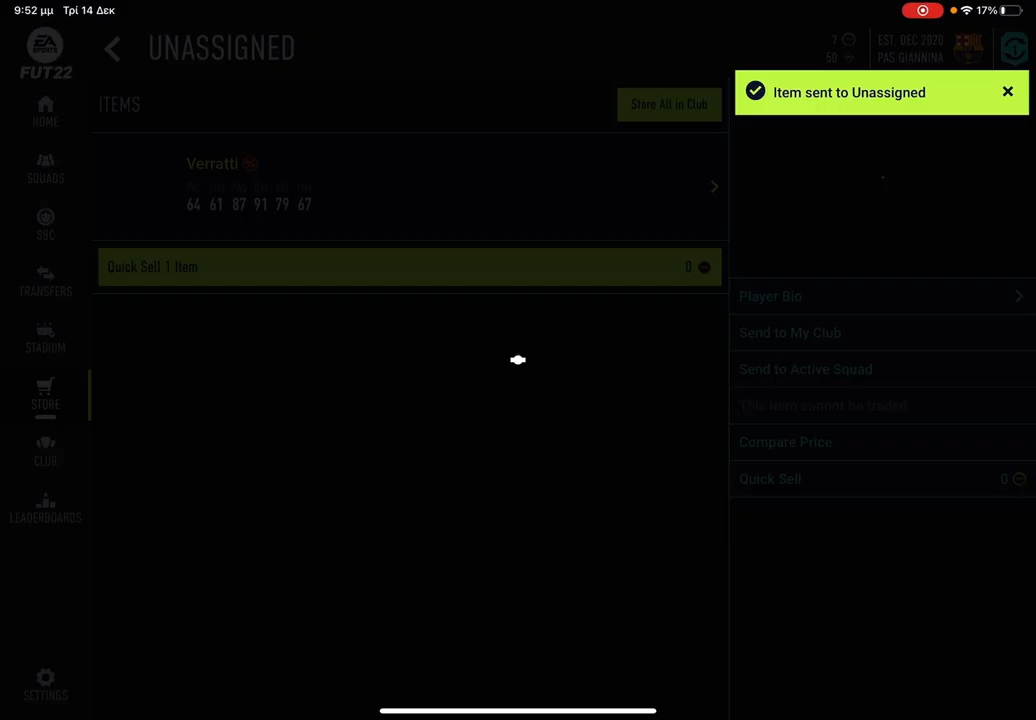 9:52 μμ Τρί 14 Δεκ
17%
EA SPORTS
FUT22
UNASSIGNED
7
50
EST. DEC 2020
PAS GIANNINA
Item sent to Unassigned
HOME
SQUADS
SBC
TRANSFERS
STADIUM
STORE
CLUB
LEADERBOARDS
SETTINGS
ITEMS
Store All in Club
Verratti
PAC SHO PAS DRI DEF PHY
64 61 87 91 79 67
Quick Sell 1 Item 0
Player Bio
Send to My Club
Send to Active Squad
This item cannot be traded
Compare Price
Quick Sell 0